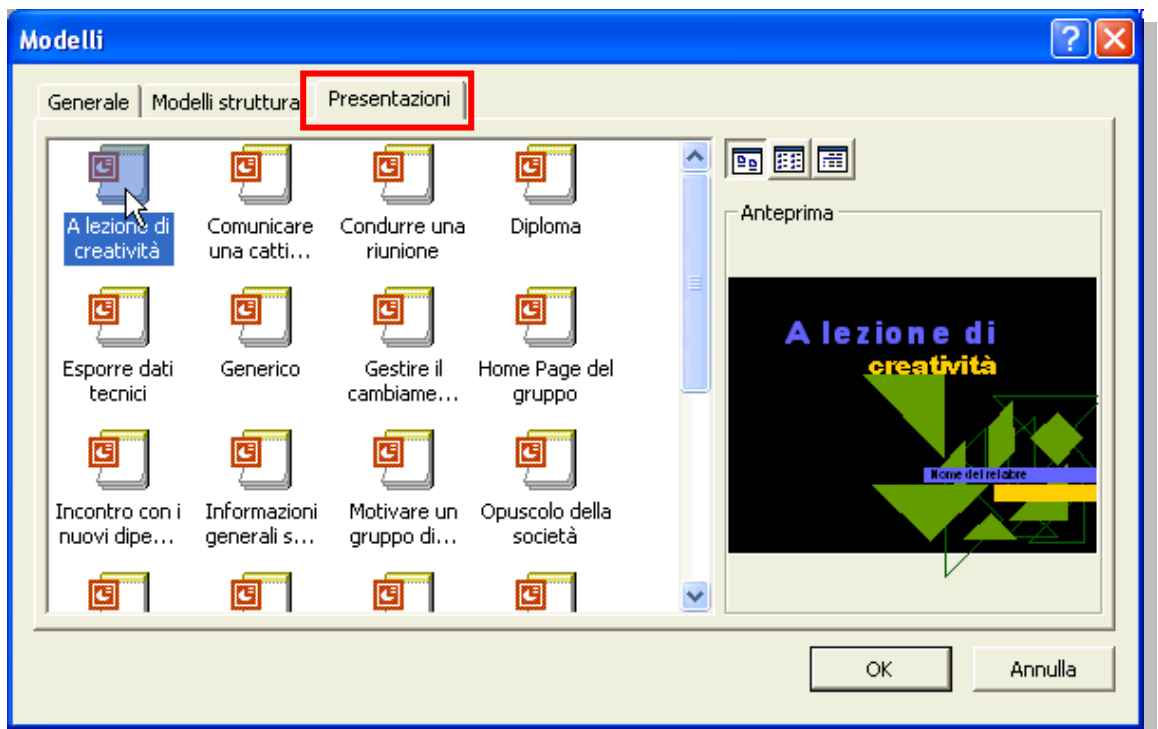 Modelli
Generale
Modelli struttura
Presentazioni
A lezione di
creatività
Comunicare
una catti...
Condurre una
riunione
Diploma
Esporre dati
tecnici
Generico
Gestire il
cambiame...
Home Page del
gruppo
Incontro con i
nuovi dipe...
Informazioni
generali s...
Motivare un
gruppo di...
Opuscolo della
società
Anteprima
A lezione di
creatività
Nome del relatore
OK
Annulla